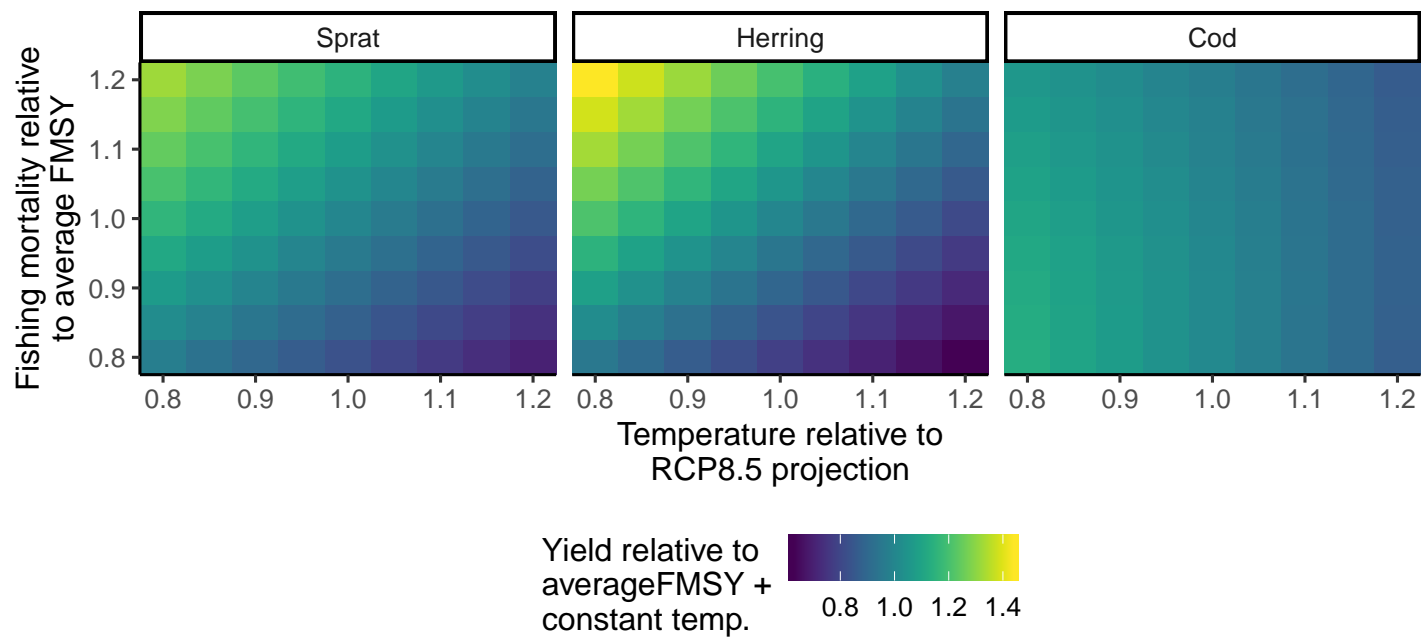 Sprat
Herring
Cod
Fishing mortality relative
to average FMSY
1.2
1.1
1.0
0.9
0.8
0.8 0.9 1.0 1.1 1.2
0.8 0.9 1.0 1.1 1.2
0.8 0.9 1.0 1.1 1.2
Temperature relative to
RCP8.5 projection
Yield relative to
averageFMSY +
constant temp.
0.8 1.0 1.2 1.4